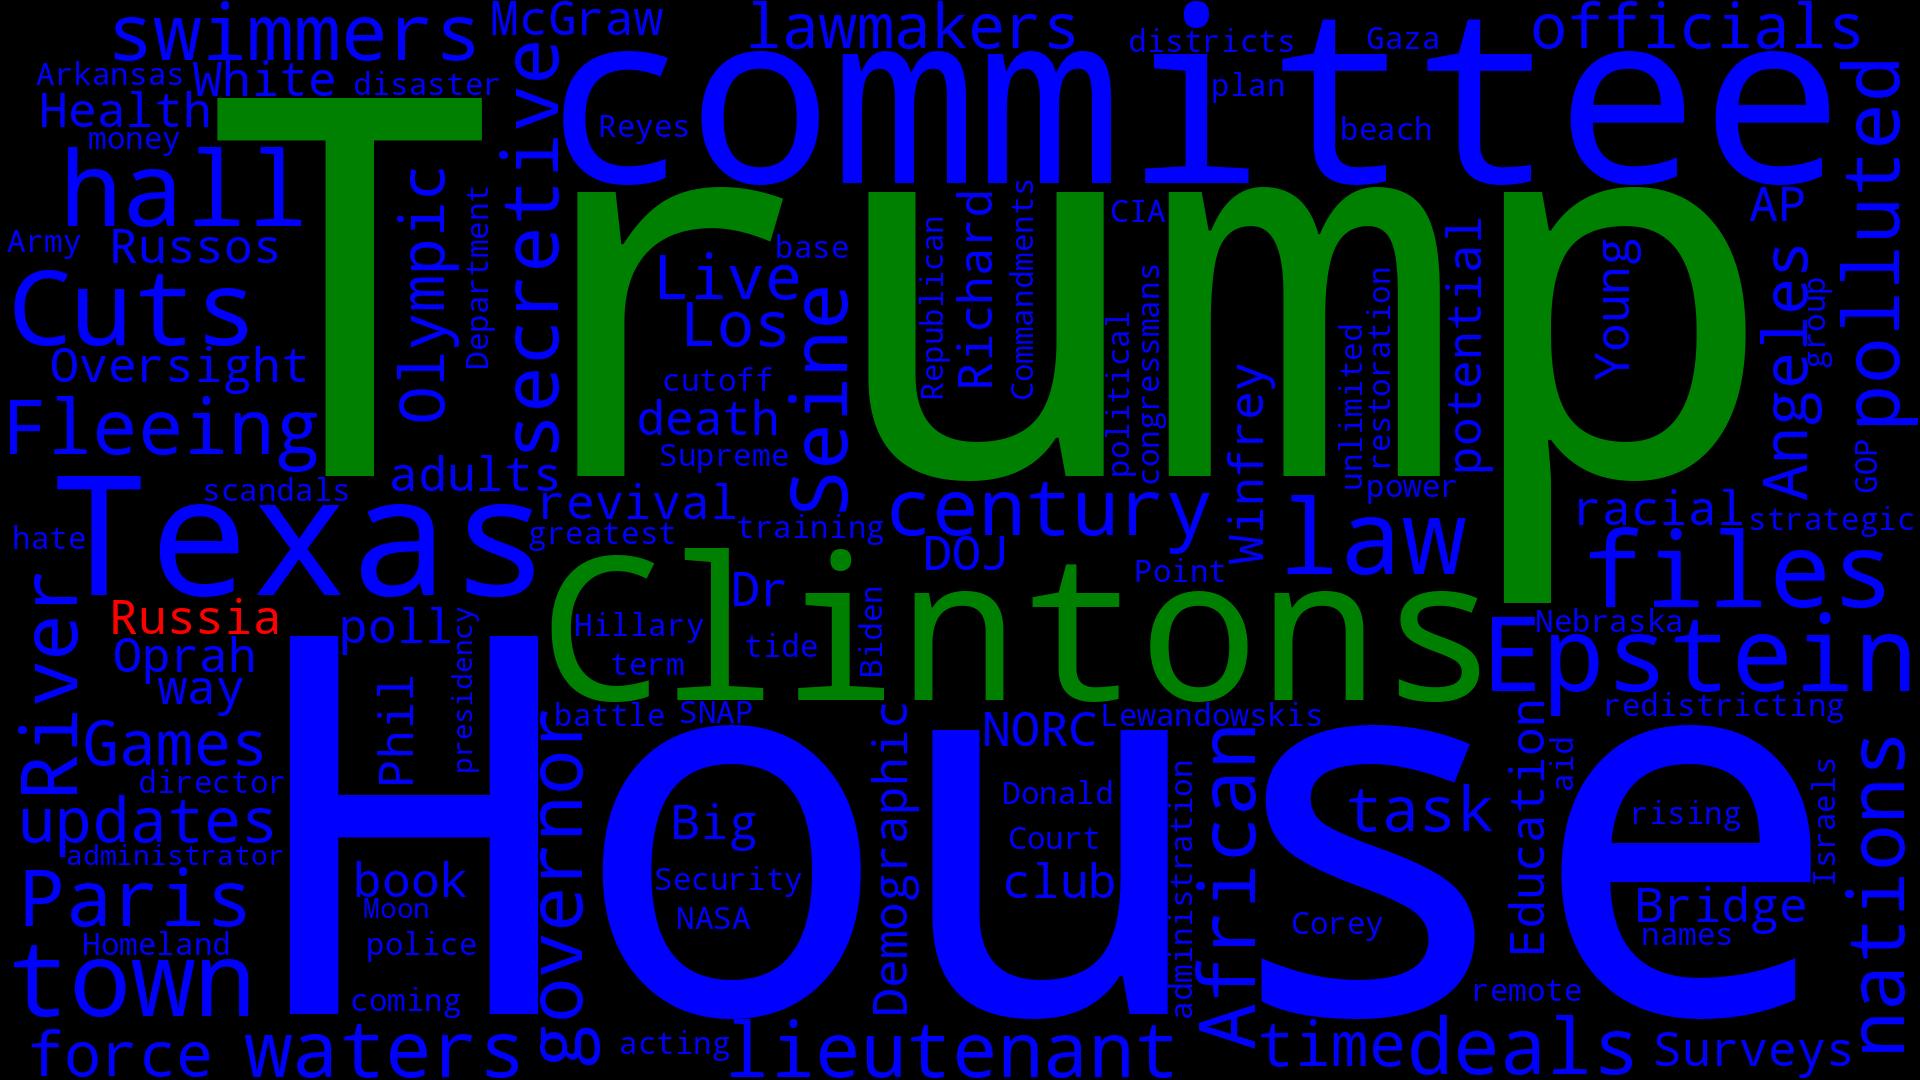 swimmers
McGraw
lawmakers
districts
Gaza
officials
Arkansas
White
disaster
Health
money
secretive
committee
Reyes
plan
beach
polluted
hall
Trump
Olympic
Department
Army
Russos
Cuts
Oversight
Fleeing
base
Live
Los
cutoff
death
Supreme
Seine
Republican
Richard
Commandments
CIA
political
congressmans
Winfrey
unlimited
restoration
potential
Young
AP
Angeles
group
GOP
adults
scandals
Texas
hate
revival
greatest
training
century
DOJ
law
power
racial
strategic
files
River
Russia
poll
presidency
Clintons
Hillary
term
Dr
tide
Biden
Point
Nebraska
Epstein
redistricting
Oprah
way
Games
director
updates
administrator
Paris
Homeland
town
force
waters
House
Phil
book
Moon
police
coming
governor
battle
SNAP
Big
Security
NASA
Demographic
NORC
Lewandowskis
Donald
Court
club
administration
African
task
Corey
Education
aid
rising
Israels
Bridge
names
remote
nations
acting
lieutenant
time
deals
Surveys